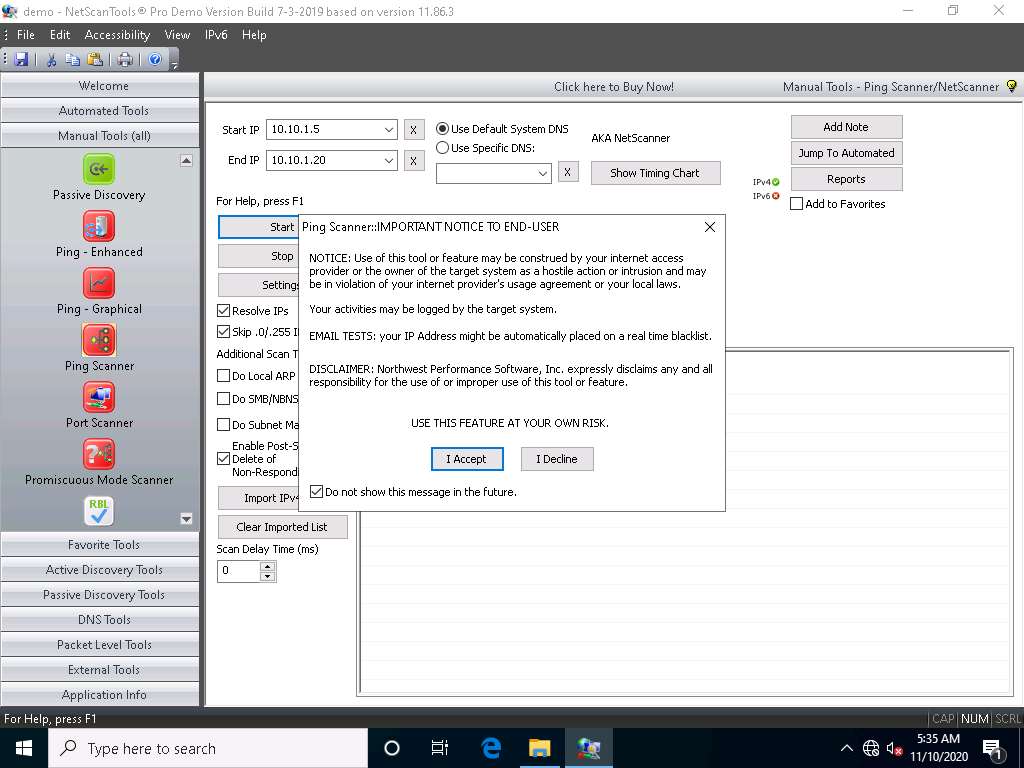 demo - NetScanTools® Pro Demo Version Build 7-3-2019 based on version 11.86.3
File Edit Accessibility View IPv6 Help
Welcome
Automated Tools
Manual Tools (all)
Passive Discovery
Ping - Enhanced
Ping - Graphical
Ping Scanner
Port Scanner
Promiscuous Mode Scanner
RBL
Favorite Tools
Active Discovery Tools
Passive Discovery Tools
DNS Tools
Packet Level Tools
External Tools
Application Info
Click here to Buy Now!
Manual Tools - Ping Scanner/NetScanner
Start IP 10.10.1.5 X
End IP 10.10.1.20 X
Use Default System DNS
Use Specific DNS:
X
AKA NetScanner
Show Timing Chart
IPv4
IPv6
Add Note
Jump To Automated
Reports
Add to Favorites
For Help, press F1
Start
Stop
Settings
Resolve IPs
Skip .0/.255 I
Additional Scan T
Do Local ARP
Do SMB/NBNS
Do Subnet Ma
Enable Post-S
Delete of
Non-Respondi
Import IPv4
Clear Imported List
Scan Delay Time (ms)
0
Ping Scanner::IMPORTANT NOTICE TO END-USER
NOTICE: Use of this tool or feature may be construed by your internet access
provider or the owner of the target system as a hostile action or intrusion and may
be in violation of your internet provider's usage agreement or your local laws.
Your activities may be logged by the target system.
EMAIL TESTS: your IP Address might be automatically placed on a real time blacklist.
DISCLAIMER: Northwest Performance Software, Inc. expressly disclaims any and all
responsibility for the use of or improper use of this tool or feature.
USE THIS FEATURE AT YOUR OWN RISK.
I Accept
I Decline
Do not show this message in the future.
For Help, press F1
CAP NUM SCRL
Type here to search
5:35 AM
11/10/2020
1